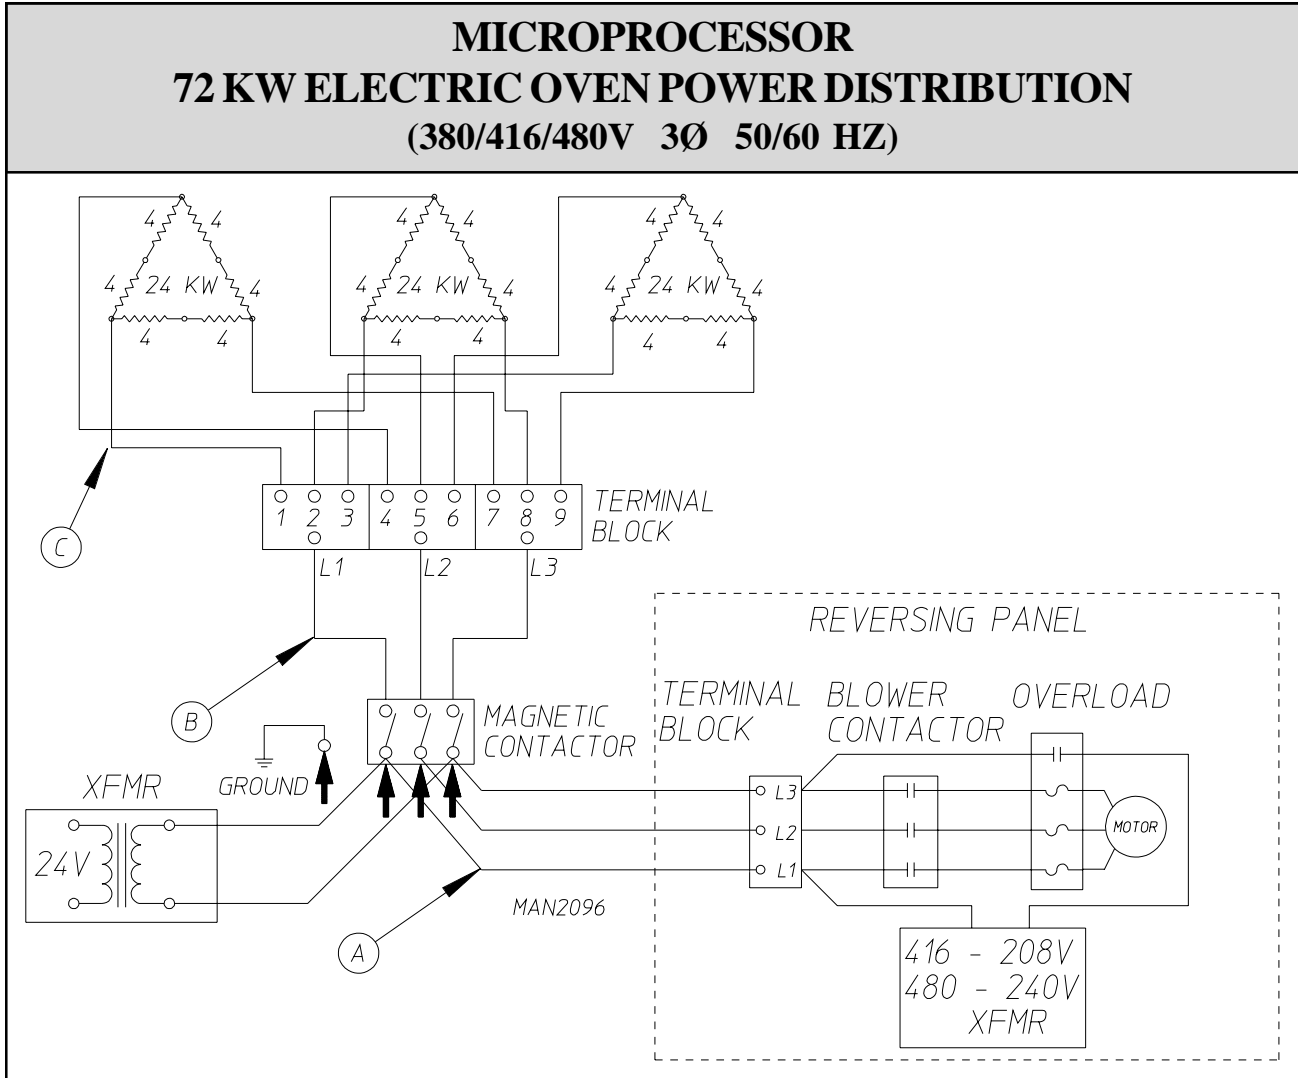 MICROPROCESSOR
72 KW ELECTRIC OVEN POWER DISTRIBUTION
(380/416/480V 3Ø 50/60 HZ)
4 4 4 4 4 4
4 24 KW 4 4 24 KW 4 4 24 KW 4
4 4 4 4 4 4
1 2 3 4 5 6 7 8 9
TERMINAL
BLOCK
C
L1 L2 L3
REVERSING PANEL
B
MAGNETIC
CONTACTOR
TERMINAL
BLOCK
BLOWER
CONTACTOR
OVERLOAD
GROUND
XFMR
24V
L3
L2
L1
MOTOR
MAN2096
A
416 - 208V
480 - 240V
XFMR